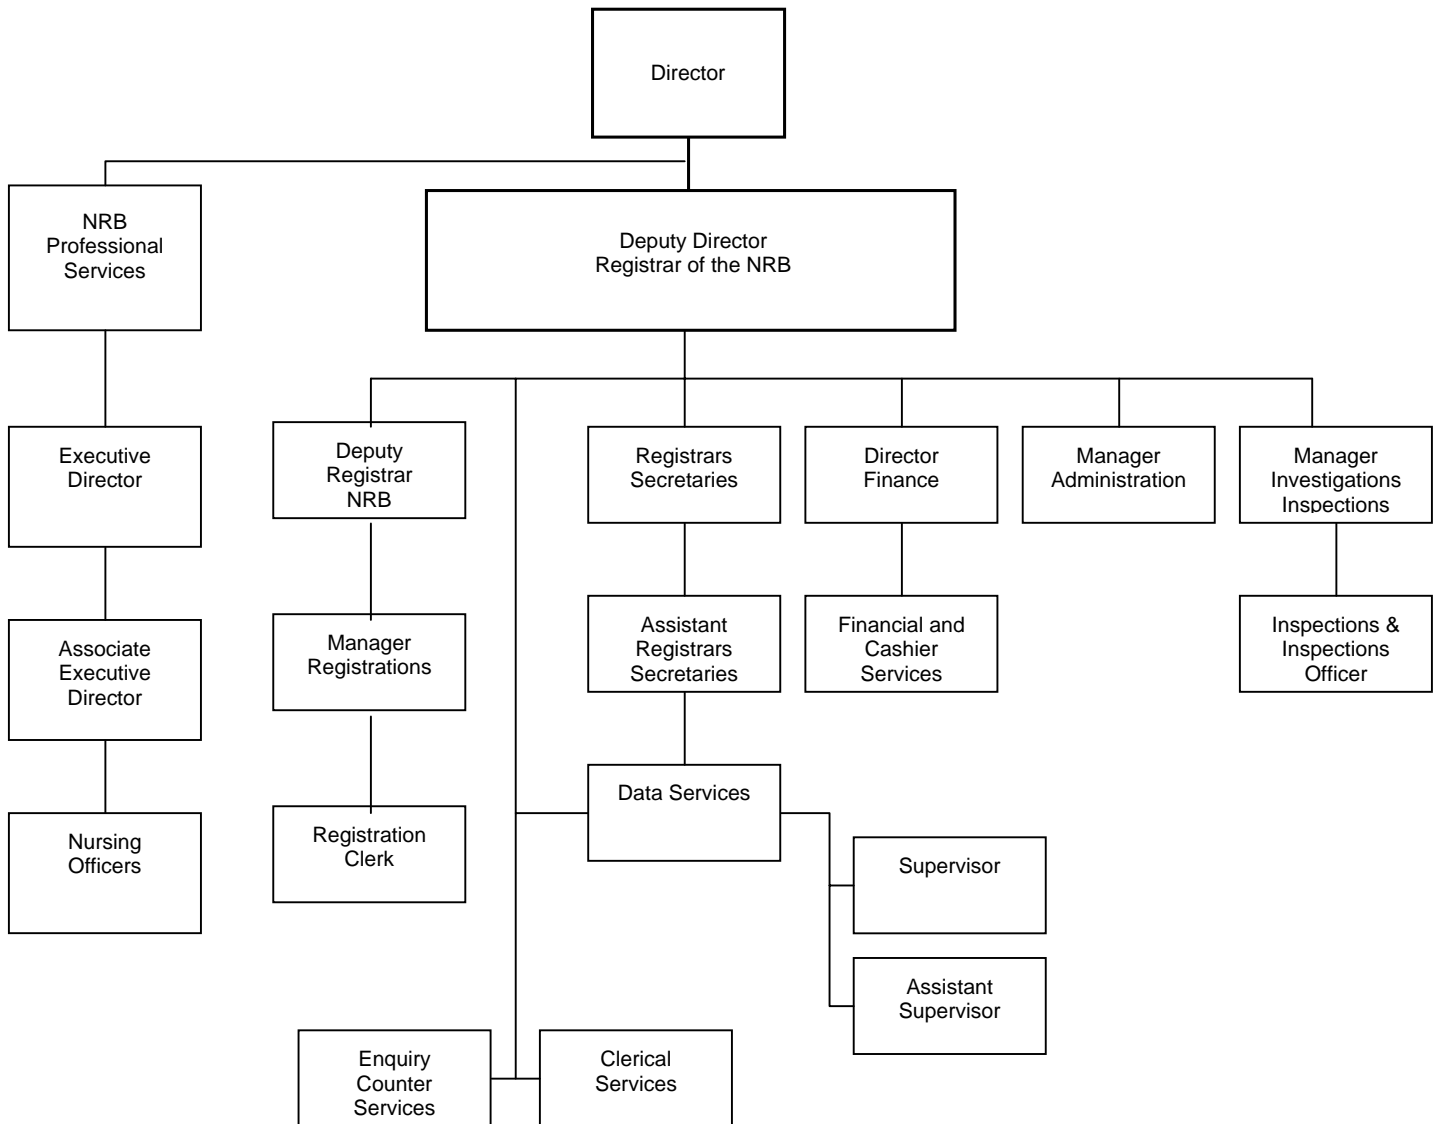 Director
NRB
Professional
Services
Deputy Director
Registrar of the NRB
Executive
Director
Deputy
Registrar
NRB
Registrars
Secretaries
Director
Finance
Manager
Administration
Manager
Investigations
Inspections
Associate
Executive
Director
Manager
Registrations
Assistant
Registrars
Secretaries
Financial and
Cashier
Services
Inspections &
Inspections
Officer
Nursing
Officers
Registration
Clerk
Data Services
Supervisor
Assistant
Supervisor
Enquiry
Counter
Services
Clerical
Services